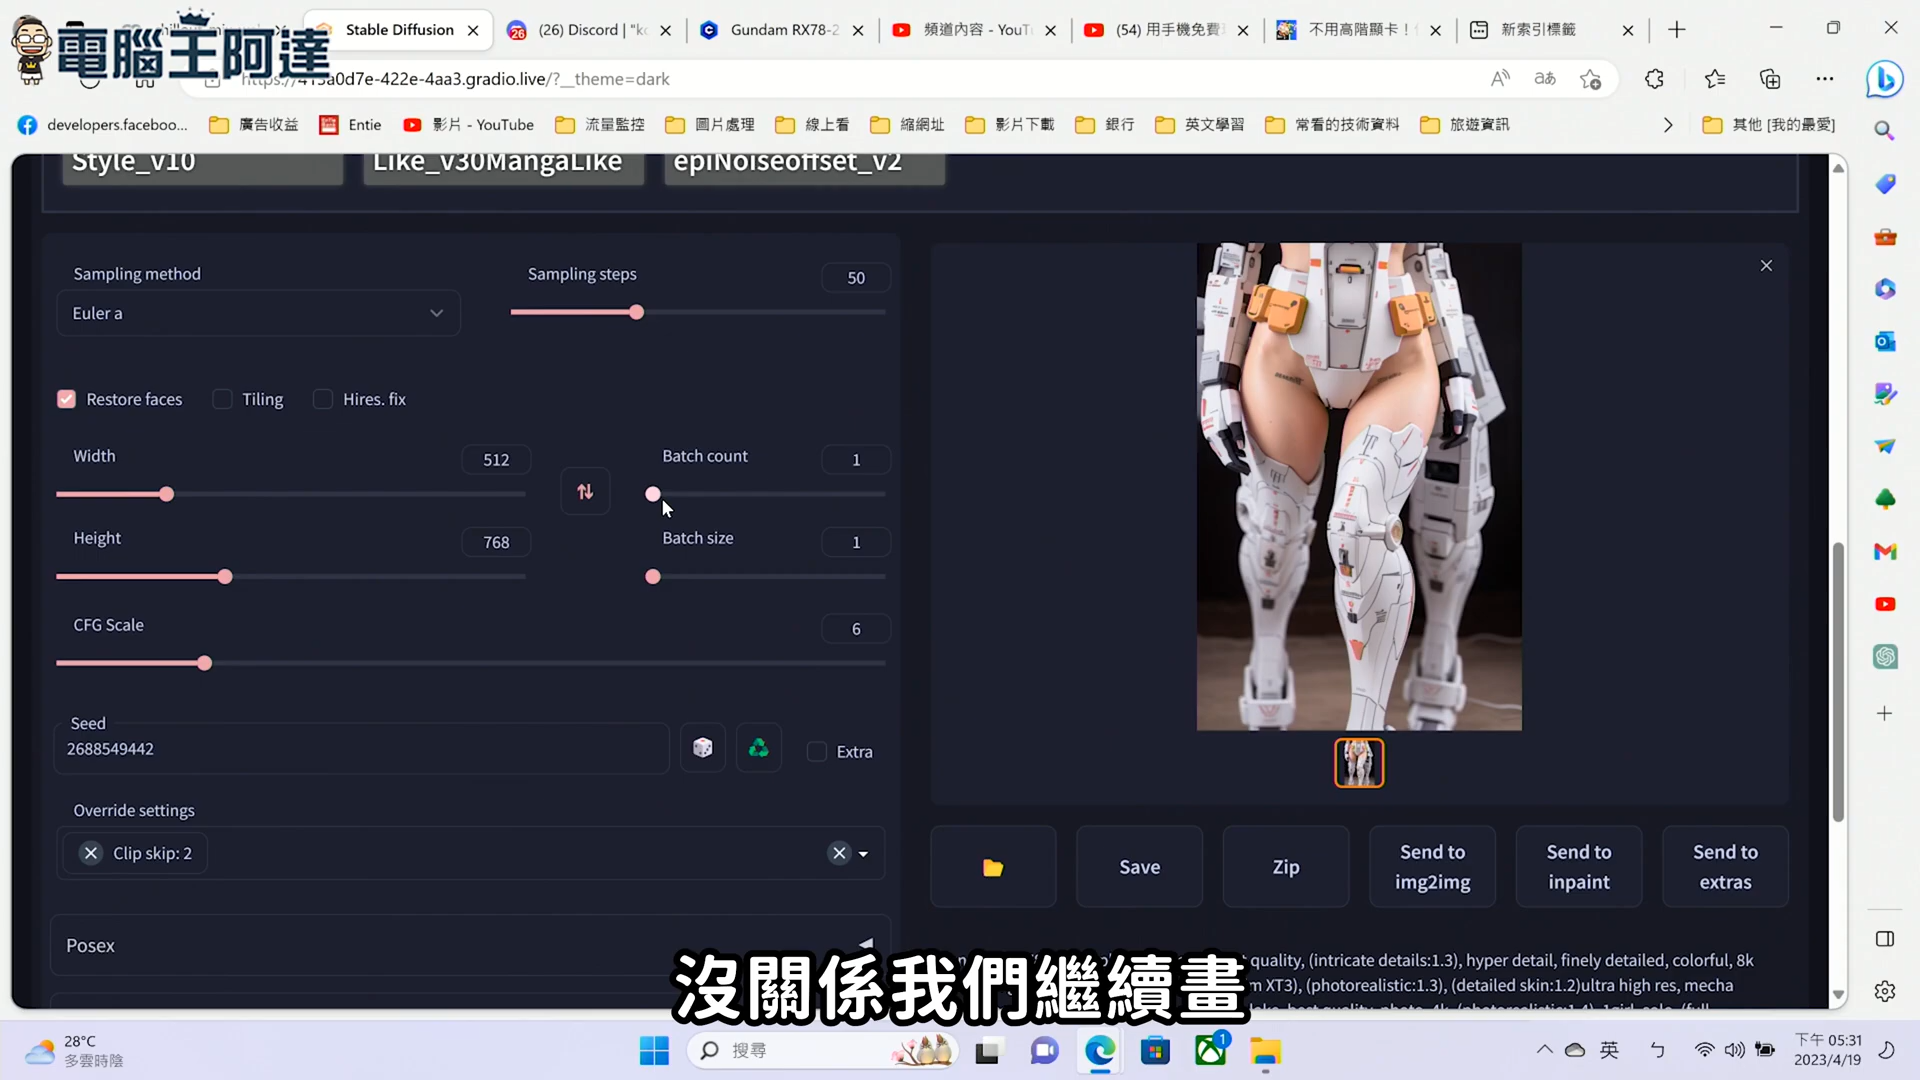 電腦王阿達
Stable Diffusion
(26) Discord | "kc
Gundam RX78-2
頻道內容 - YouTu
(54) 用手機免費
不用高階顯卡！
新索引標籤
https://413a0d7e-422e-4aa3.gradio.live/?__theme=dark
developers.faceboo...
廣告收益
Entie
影片 - YouTube
流量監控
圖片處理
線上看
縮網址
影片下載
銀行
英文學習
常看的技術資料
旅遊資訊
其他 [我的最愛]
Style_v10
Like_v30MangaLike
epiNoiseoffset_v2
Sampling method
Euler a
Sampling steps
50
Restore faces
Tiling
Hires. fix
Width
512
Batch count
1
Height
768
Batch size
1
CFG Scale
6
Seed
2688549442
Extra
Override settings
Clip skip: 2
Posex
Save
Zip
Send to
img2img
Send to
inpaint
Send to
extras
quality, (intricate details:1.3), hyper detail, finely detailed, colorful, 8k
m XT3), (photorealistic:1.3), (detailed skin:1.2)ultra high res, mecha
沒關係我們繼續畫
28°C
多雲時陰
搜尋
1
英
ㄅ
下午 05:31
2023/4/19